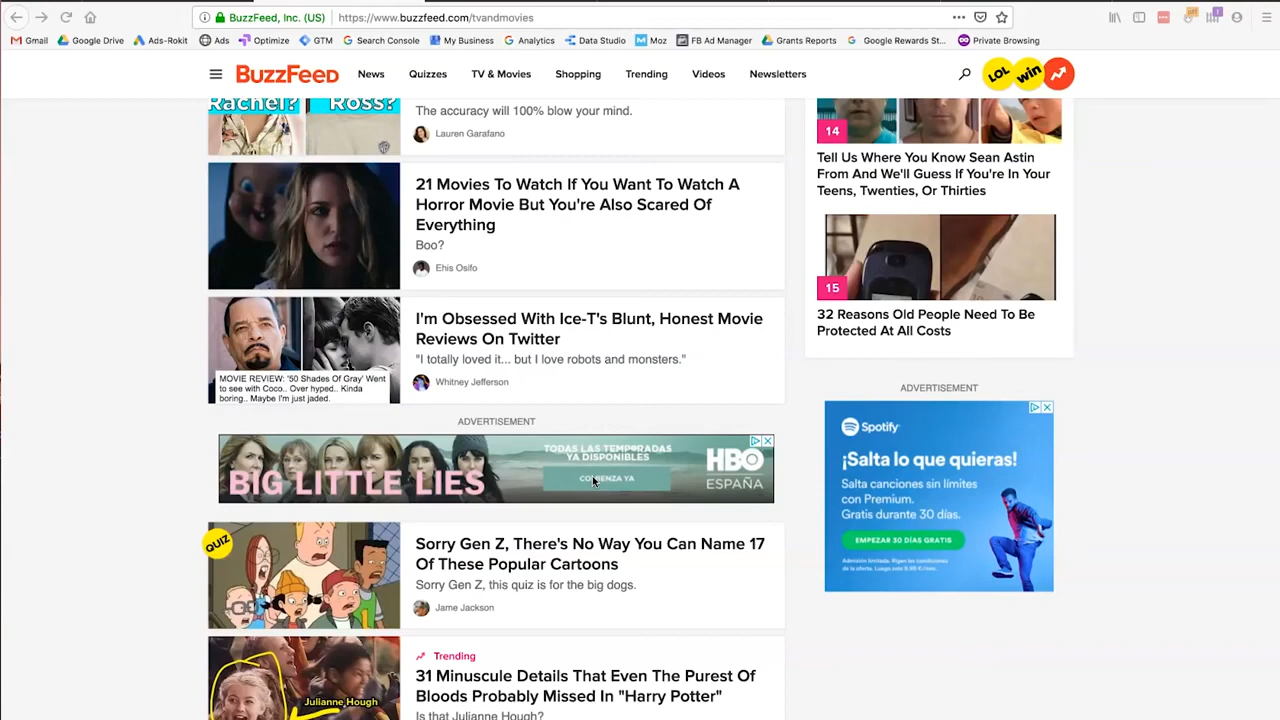 BuzzFeed, Inc. (US)
https://www.buzzfeed.com/tvandmovies
Gmail
Google Drive
Ads-Rokit
Ads
Optimize
GTM
Search Console
My Business
Analytics
Data Studio
Moz
FB Ad Manager
Grants Reports
Google Rewards St...
Private Browsing
BuzzFeed
News
Quizzes
TV & Movies
Shopping
Trending
Videos
Newsletters
LOL
win
Rachel?
Ross?
The accuracy will 100% blow your mind.
Lauren Garafano
21 Movies To Watch If You Want To Watch A
Horror Movie But You're Also Scared Of
Everything
Boo?
Ehis Osifo
MOVIE REVIEW: '50 Shades Of Gray' Went
to see with Coco.. Over hyped.. Kinda
boring.. Maybe I'm just jaded.
I'm Obsessed With Ice-T's Blunt, Honest Movie
Reviews On Twitter
"I totally loved it... but I love robots and monsters."
Whitney Jefferson
ADVERTISEMENT
BIG LITTLE LIES
TODAS LAS TEMPORADAS
YA DISPONIBLES
COMIENZA YA
HBO
ESPAÑA
QUIZ
Sorry Gen Z, There's No Way You Can Name 17
Of These Popular Cartoons
Sorry Gen Z, this quiz is for the big dogs.
Jame Jackson
Julianne Hough
Trending
31 Minuscule Details That Even The Purest Of
Bloods Probably Missed In "Harry Potter"
Is that Julianne Hough?
14
Tell Us Where You Know Sean Astin
From And We'll Guess If You're In Your
Teens, Twenties, Or Thirties
15
32 Reasons Old People Need To Be
Protected At All Costs
ADVERTISEMENT
Spotify
¡Salta lo que quieras!
Salta canciones sin límites
con Premium.
Gratis durante 30 días.
EMPEZAR 30 DÍAS GRATIS